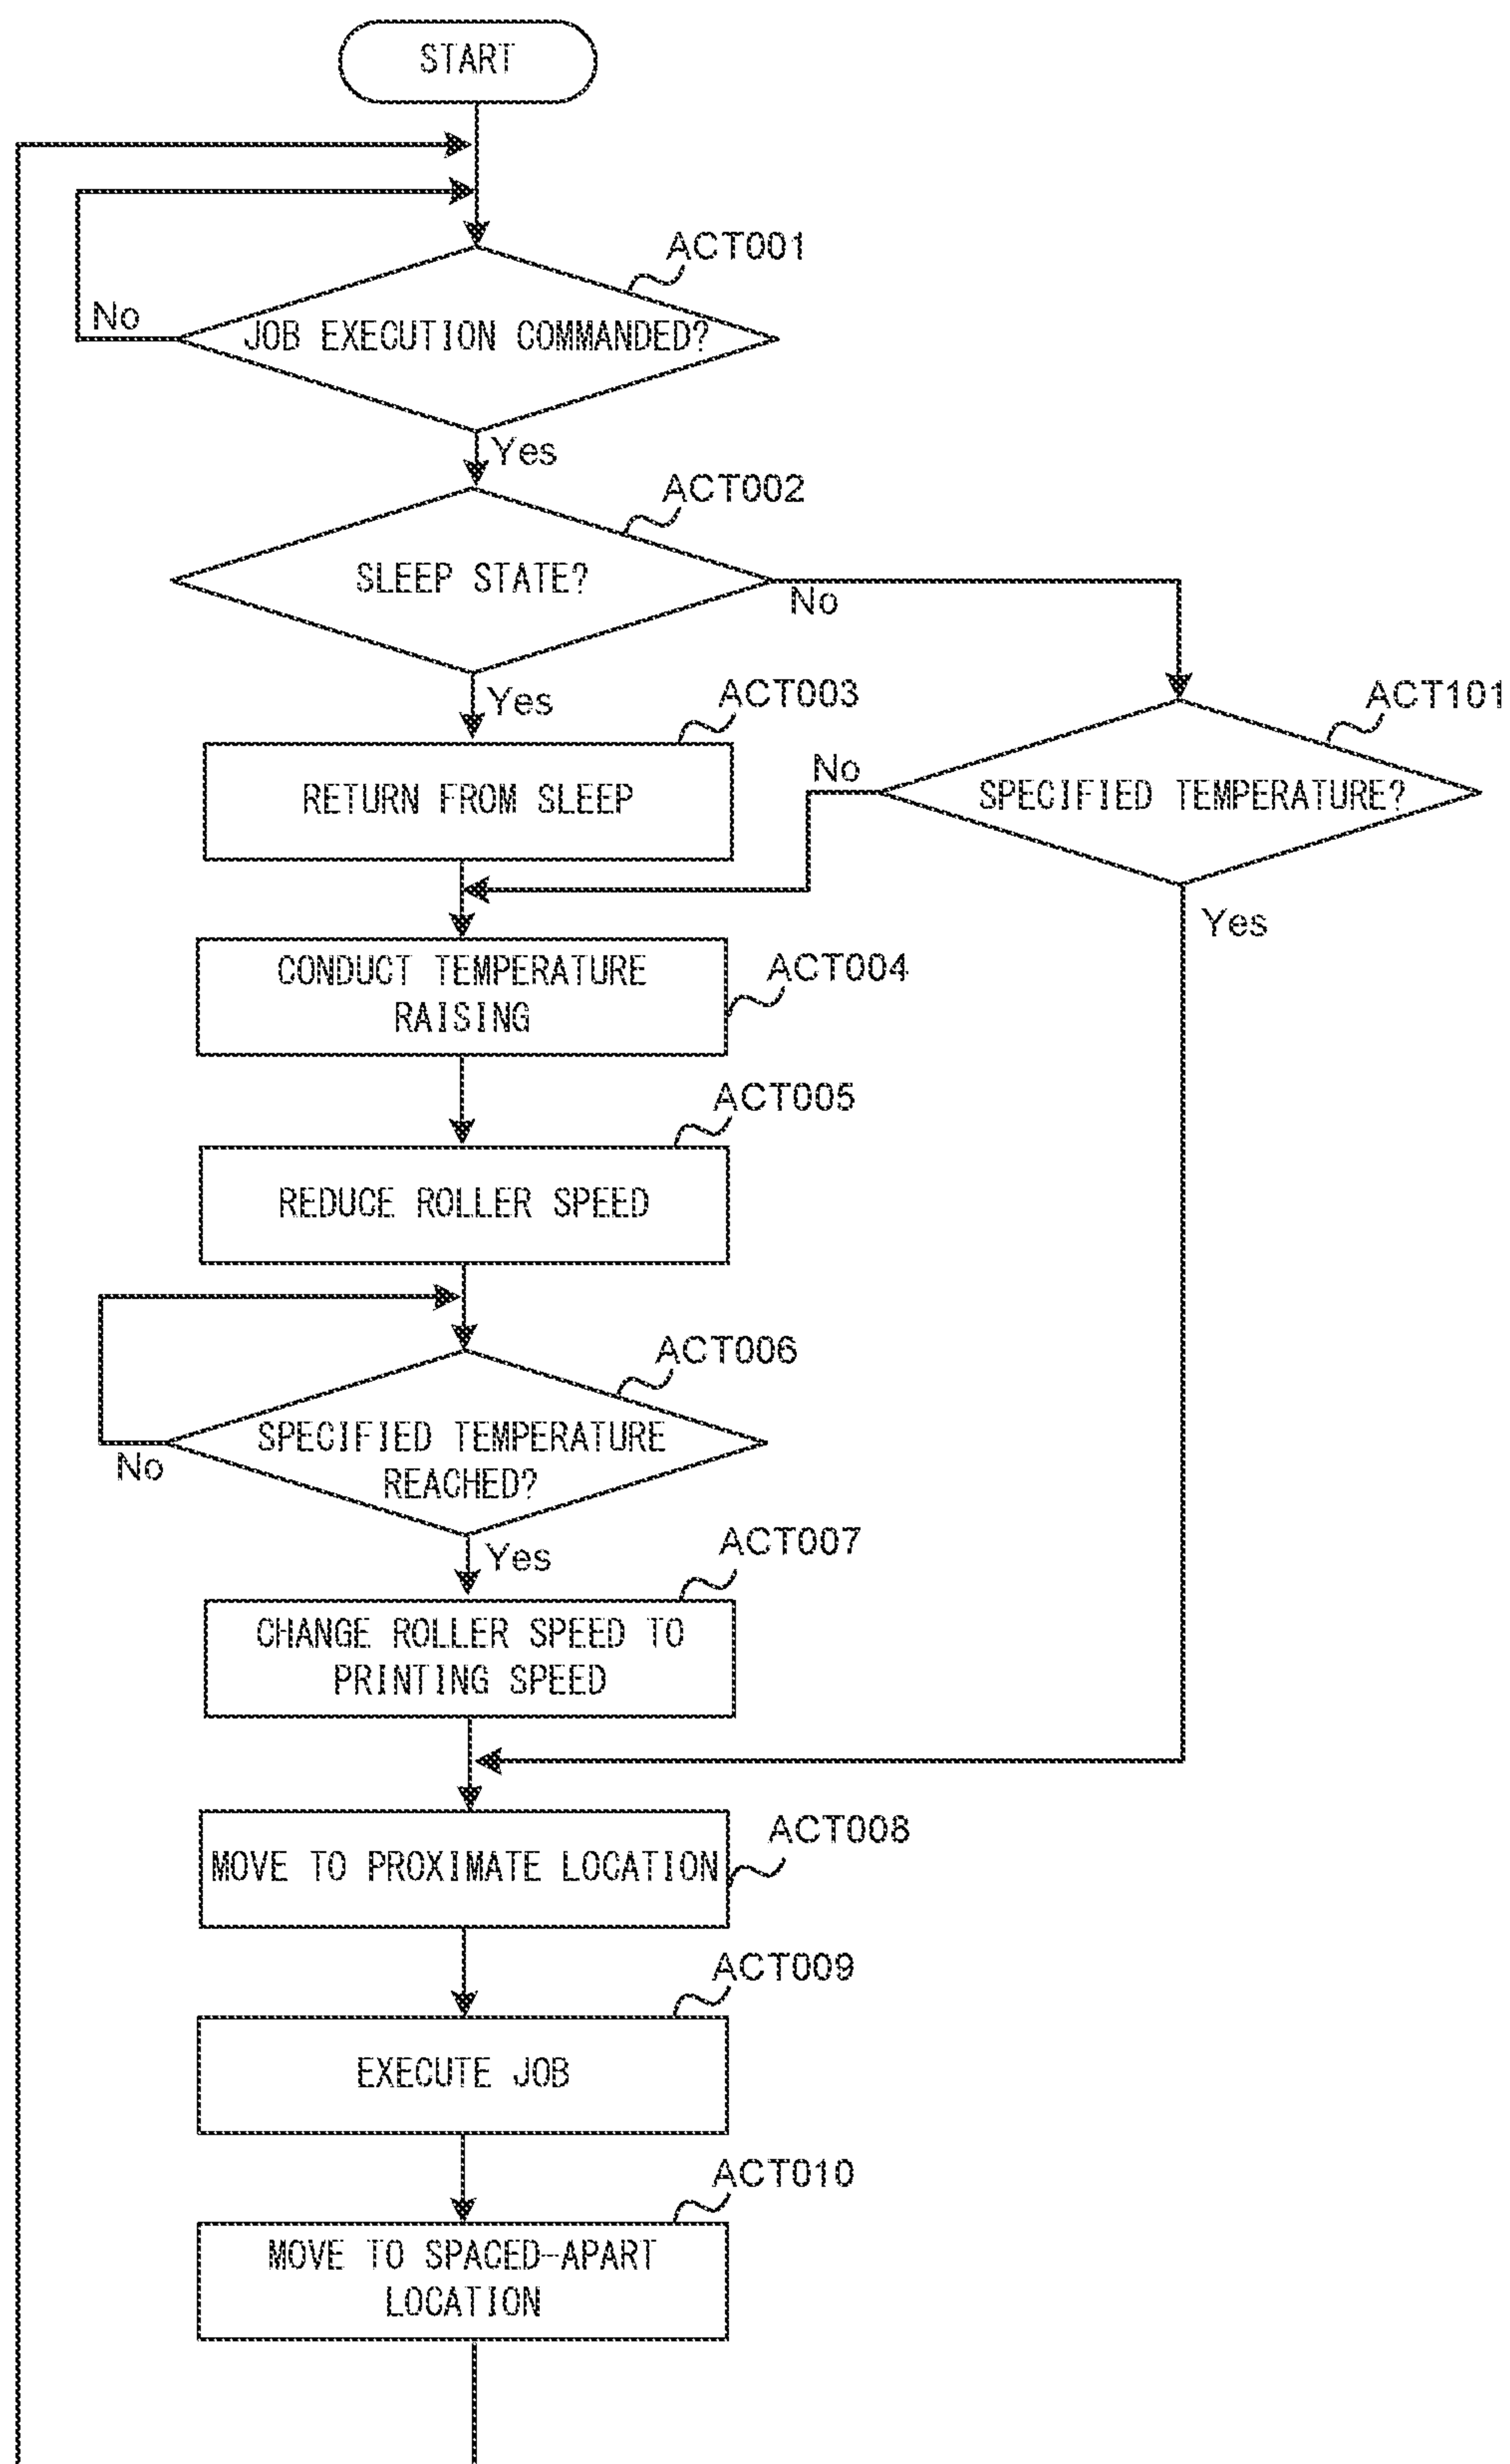 START
ACT001
No
JOB EXECUTION COMMANDED?
Yes
ACT002
SLEEP STATE?
No
Yes
ACT003
ACT101
RETURN FROM SLEEP
No
SPECIFIED TEMPERATURE?
Yes
CONDUCT TEMPERATURE
RAISING
ACT004
ACT005
REDUCE ROLLER SPEED
ACT006
SPECIFIED TEMPERATURE
REACHED?
No
Yes
ACT007
CHANGE ROLLER SPEED TO
PRINTING SPEED
ACT008
MOVE TO PROXIMATE LOCATION
ACT009
EXECUTE JOB
ACT010
MOVE TO SPACED-APART
LOCATION